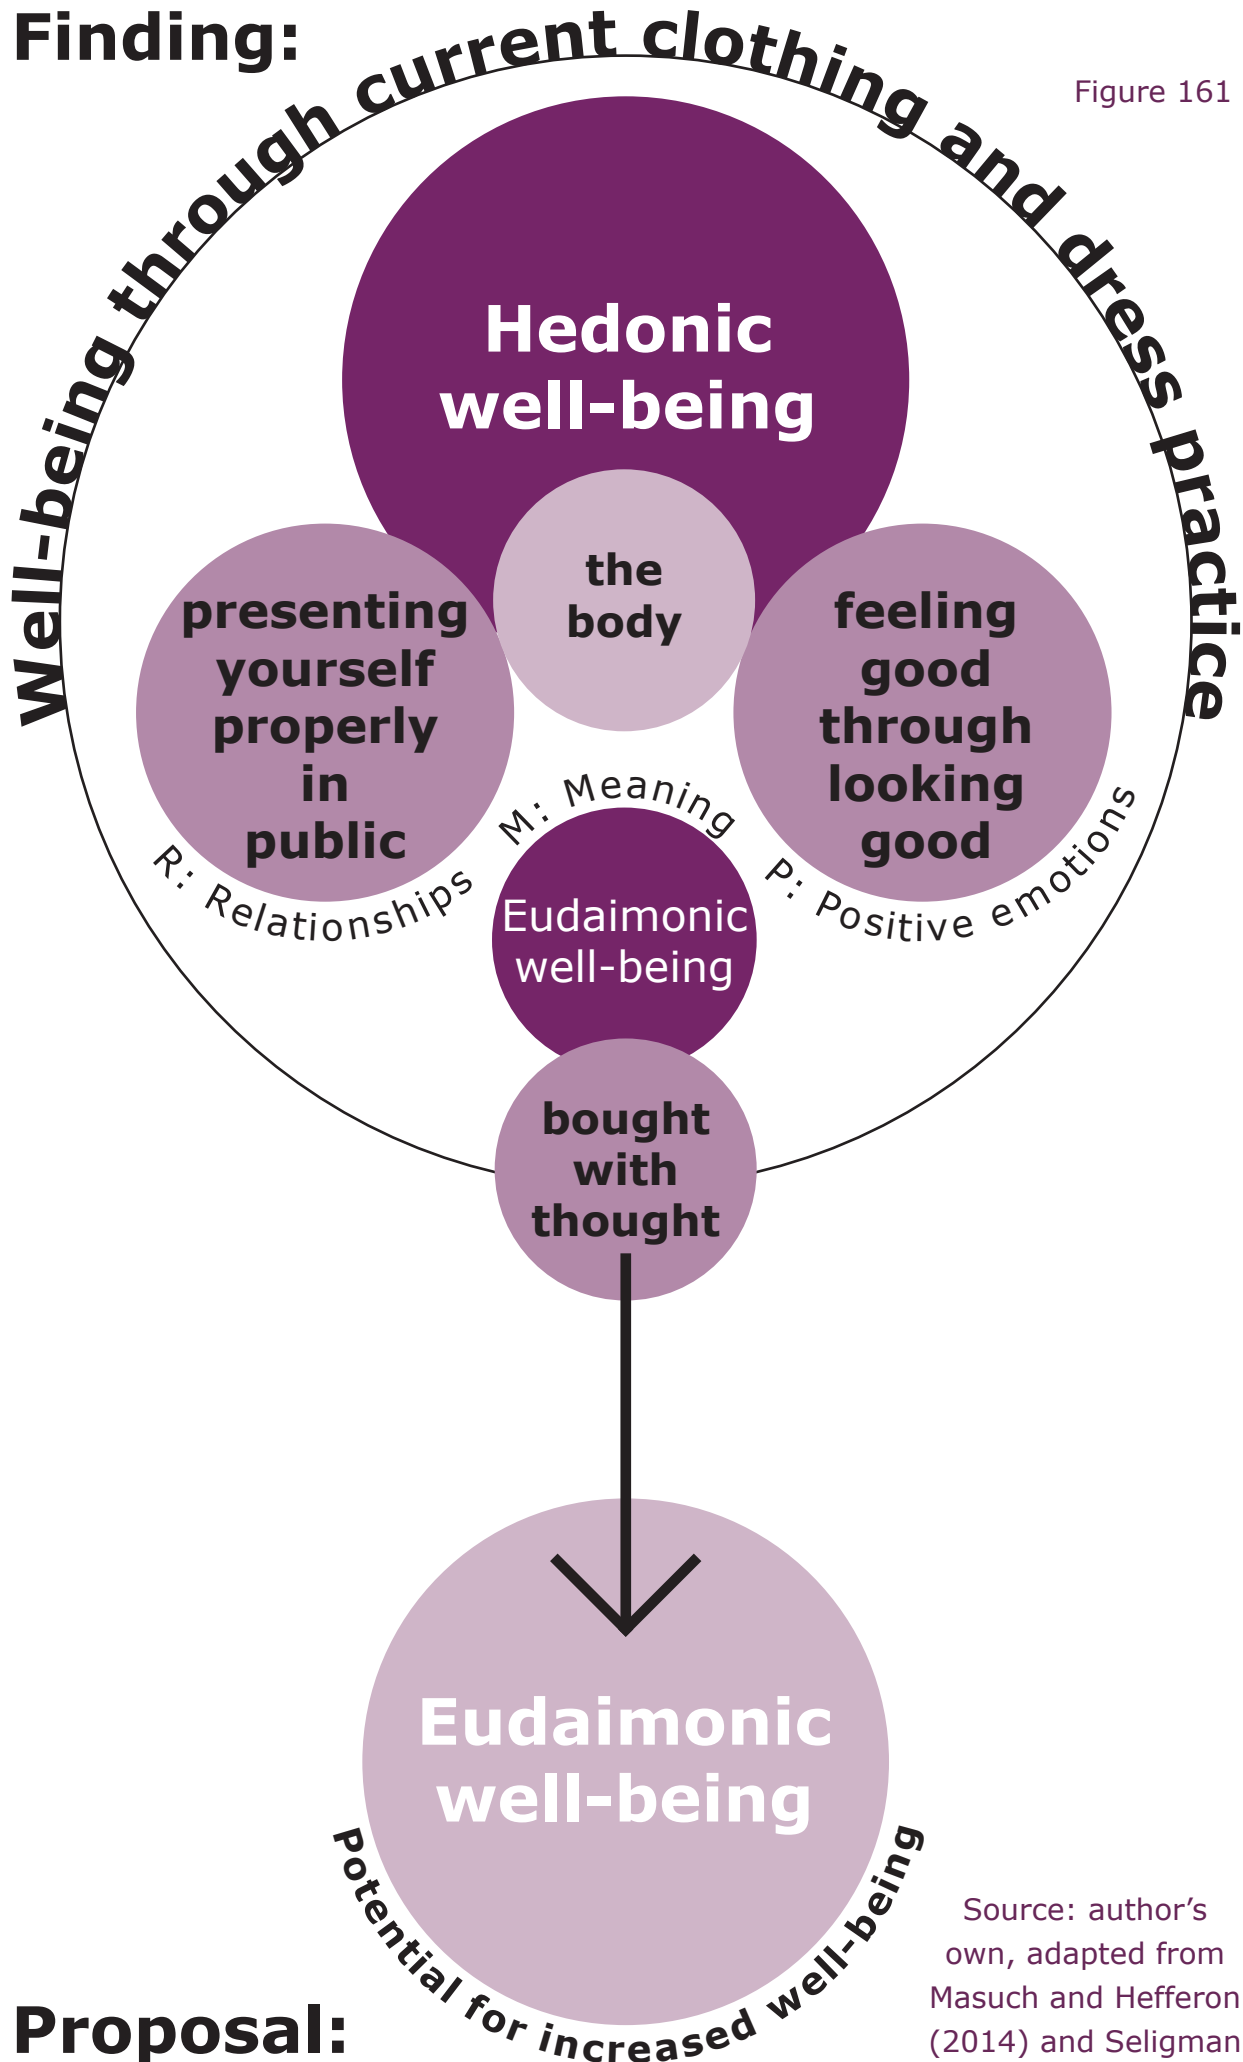 Finding:
Well-being through current clothing and dress practice
Figure 161
Hedonic
well-being
the
body
presenting
yourself
properly
in
public
feeling
good
through
looking
good
R: Relationships
M: Meaning
P: Positive emotions
Eudaimonic
well-being
bought
with
thought
Eudaimonic
well-being
Potential for increased well-being
Proposal:
Source: author’s
own, adapted from
Masuch and Hefferon
(2014) and Seligman